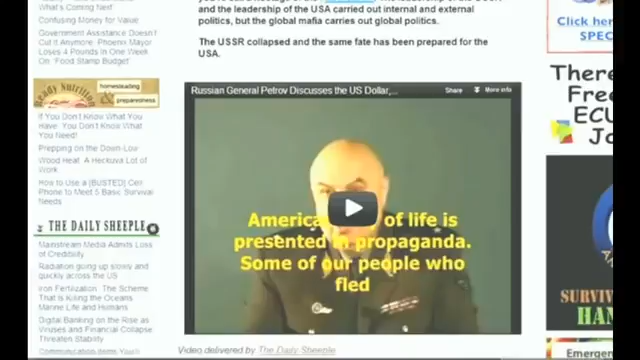 What's Coming Next
Confusing Money for Value
Government Assistance Doesn't
Cut it Anymore: Phoenix Mayor
Loses 4 Pounds in One Week
On 'Food Stamp Budget'
Ready Nutrition
homesteading
&
preparedness
If You Don't Know What You
Have: You Don't Know What
You Need!
Prepping on the Down-Low
Wood Heat: A Heckuva Lot of
Work
How to Use a (BUSTED) Cell
Phone to Meet 5 Basic Survival
Needs
THE DAILY SHEEPLE
Mainstream Media Admits Loss
of Credibility
Radiation going up slowly and
quickly across the US
Iron Fertilization: The Scheme
That is Killing the Oceans
Marine Life and Humans
Digital Banking on the Rise as
Viruses and Financial Collapse
Threaten Stability
and the leadership of the USA carried out internal and external
politics, but the global mafia carries out global politics.
The USSR collapsed and the same fate has been prepared for the
USA.
Russian General Petrov Discusses the US Dollar,...
Share
More info
America of life is
presented in propaganda.
Some of our people who
fled
Video delivered by The Daily Sheeple
Click her
SPEC
There
Free
ECU
Jo
SURVIV
HAN
Emergen